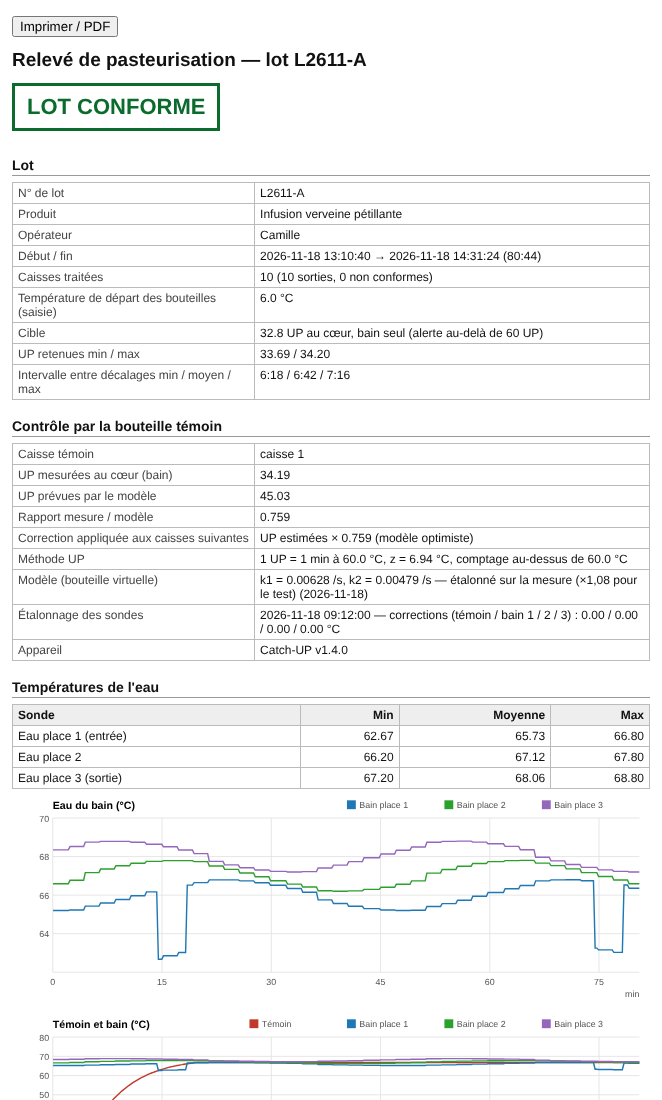 Imprimer / PDF
Relevé de pasteurisation — lot L2611-A
LOT CONFORME
Lot
N° de lot L2611-A
Produit Infusion verveine pétillante
Opérateur Camille
Début / fin 2026-11-18 13:10:40 → 2026-11-18 14:31:24 (80:44)
Caisses traitées 10 (10 sorties, 0 non conformes)
Température de départ des bouteilles 6.0 °C
(saisie)
Cible 32.8 UP au cœur, bain seul (alerte au-delà de 60 UP)
UP retenues min / max 33.69 / 34.20
Intervalle entre décalages min / moyen / 6:18 / 6:42 / 7:16
max
Contrôle par la bouteille témoin
Caisse témoin caisse 1
UP mesurées au cœur (bain) 34.19
UP prévues par le modèle 45.03
Rapport mesure / modèle 0.759
Correction appliquée aux caisses suivantes UP estimées × 0.759 (modèle optimiste)
Méthode UP 1 UP = 1 min à 60.0 °C, z = 6.94 °C, comptage au-dessus de 60.0 °C
Modèle (bouteille virtuelle) k1 = 0.00628 /s, k2 = 0.00479 /s — étalonné sur la mesure (×1,08 pour
le test) (2026-11-18)
Étalonnage des sondes 2026-11-18 09:12:00 — corrections (témoin / bain 1 / 2 / 3) : 0.00 / 0.00
/ 0.00 / 0.00 °C
Appareil Catch-UP v1.4.0
Températures de l'eau
Sonde Min Moyenne Max
Eau place 1 (entrée) 62.67 65.73 66.80
Eau place 2 66.20 67.12 67.80
Eau place 3 (sortie) 67.20 68.06 68.80
Eau du bain (°C) Bain place 1 Bain place 2 Bain place 3
70
68
66
64
0 15 30 45 60 75
min
Témoin et bain (°C) Témoin Bain place 1 Bain place 2 Bain place 3
80
70
60
50